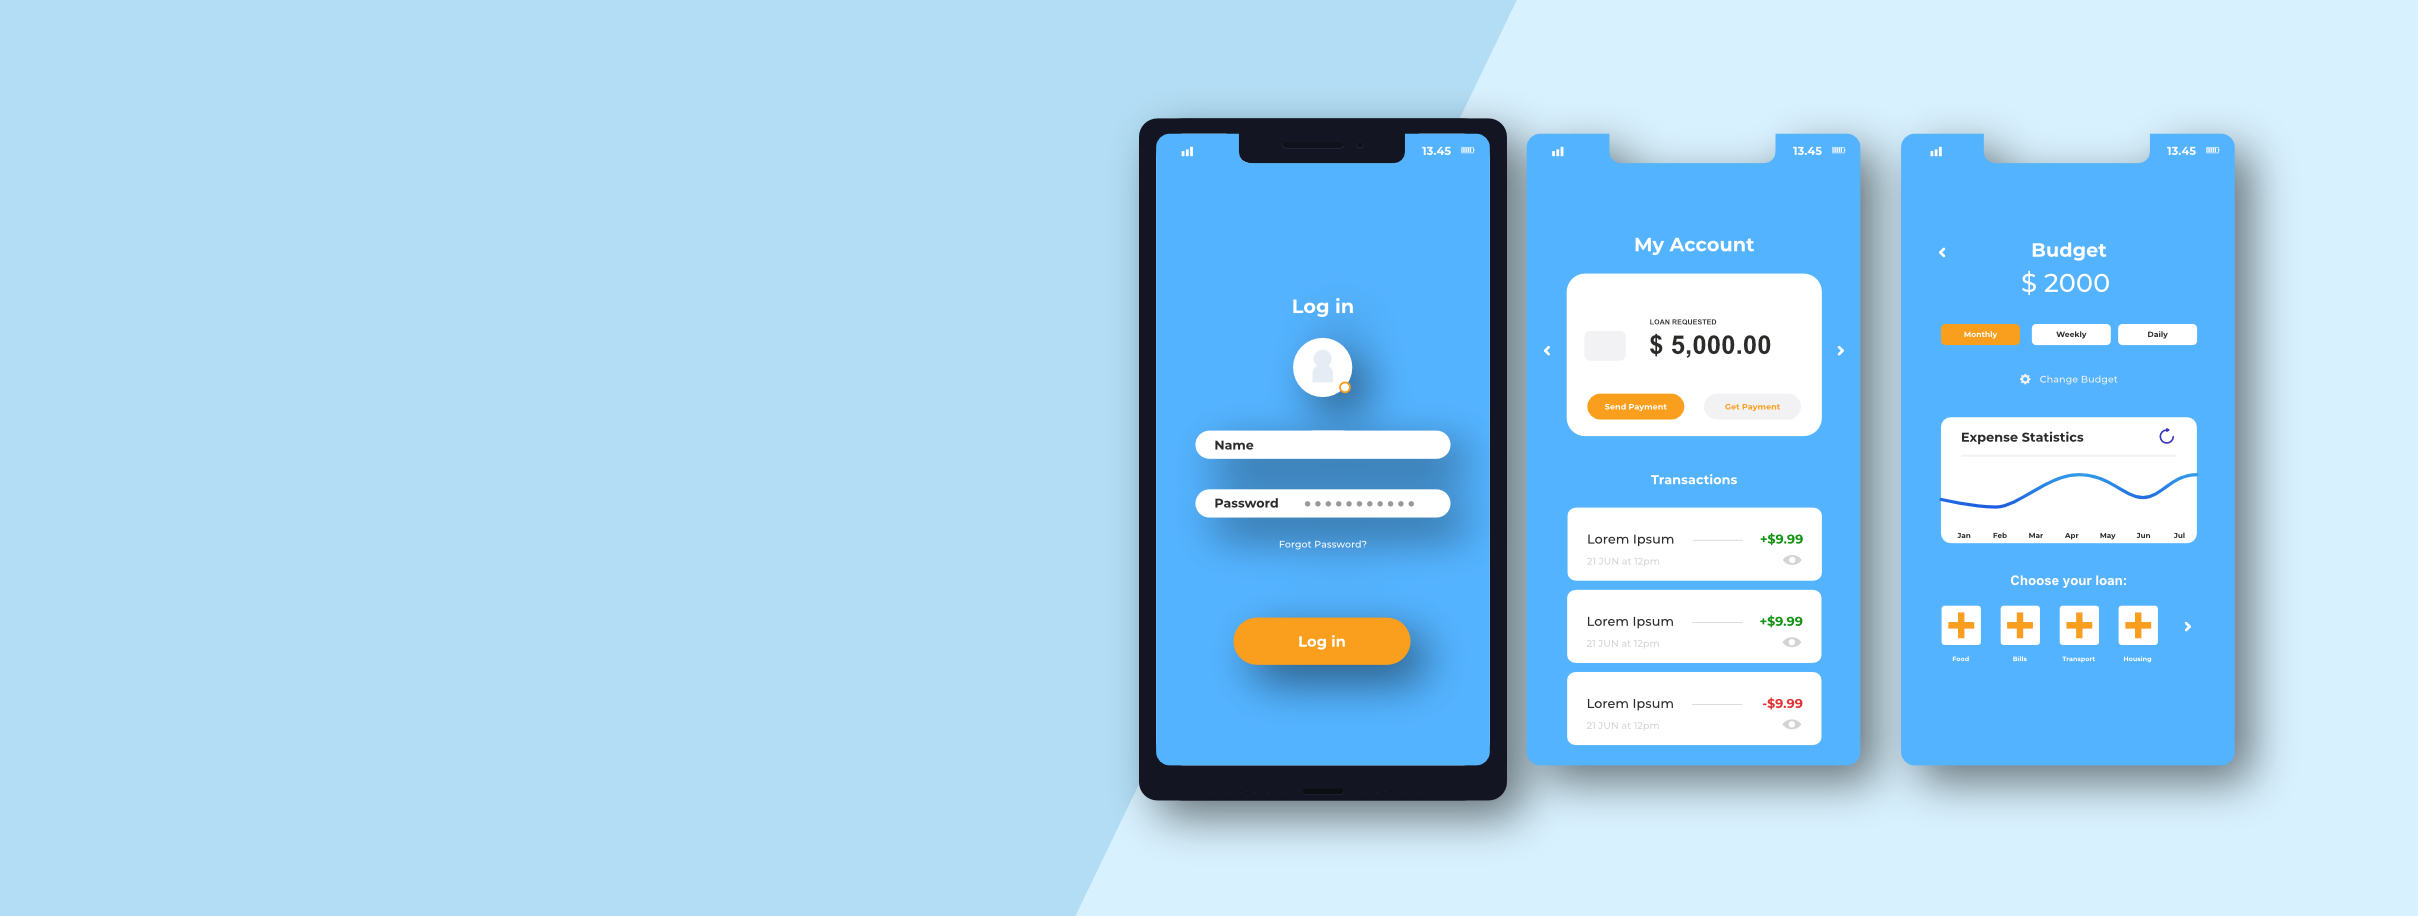 13.45
Log in
Name
Password
Forgot Password?
Log in
13.45
My Account
LOAN REQUESTED
$ 5,000.00
Send Payment
Get Payment
Transactions
Lorem Ipsum +$9.99
21 JUN at 12pm
Lorem Ipsum +$9.99
21 JUN at 12pm
Lorem Ipsum -$9.99
21 JUN at 12pm
13.45
Budget
$ 2000
Monthly Weekly Daily
Change Budget
Expense Statistics
Jan Feb Mar Apr May Jun Jul
Choose your loan:
Food Bills Transport Housing